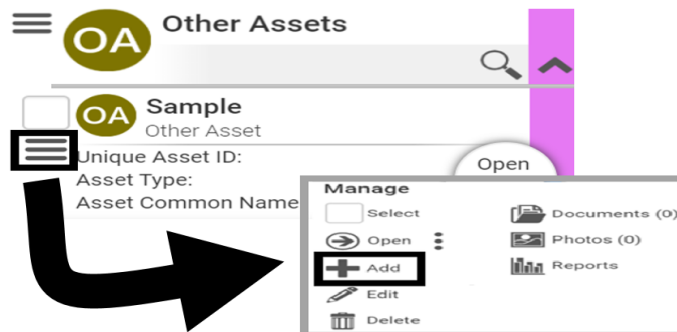 OA Other Assets
OA Sample
Other Asset
Unique Asset ID:
Open
Asset Type:
Asset Common Name
Manage
Select
Documents (0)
Open
Photos (0)
Add
Reports
Edit
Delete